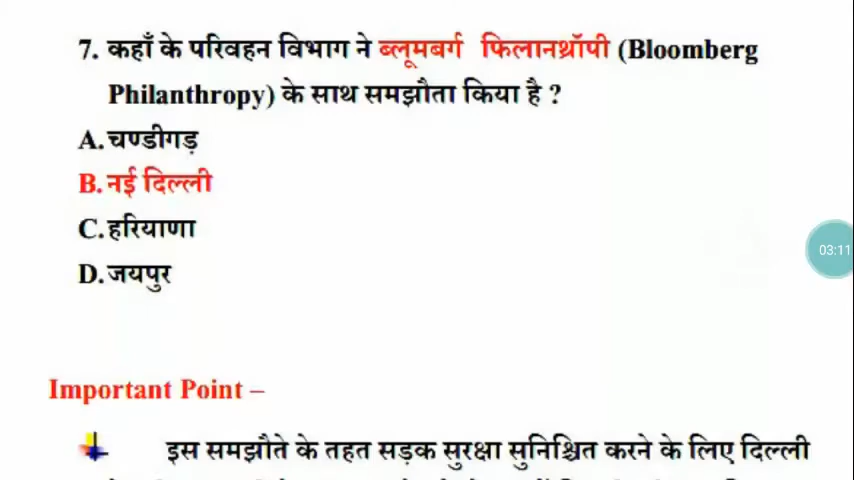 7. कहाँ के परिवहन विभाग ने ब्लूमबर्ग फिलानथ्रॉपी (Bloomberg
Philanthropy) के साथ समझौता किया है ?
A. चण्डीगड़
B. नई दिल्ली
C. हरियाणा
03:11
D. जयपुर
Important Point –
इस समझौते के तहत सड़क सुरक्षा सुनिश्चित करने के लिए दिल्ली